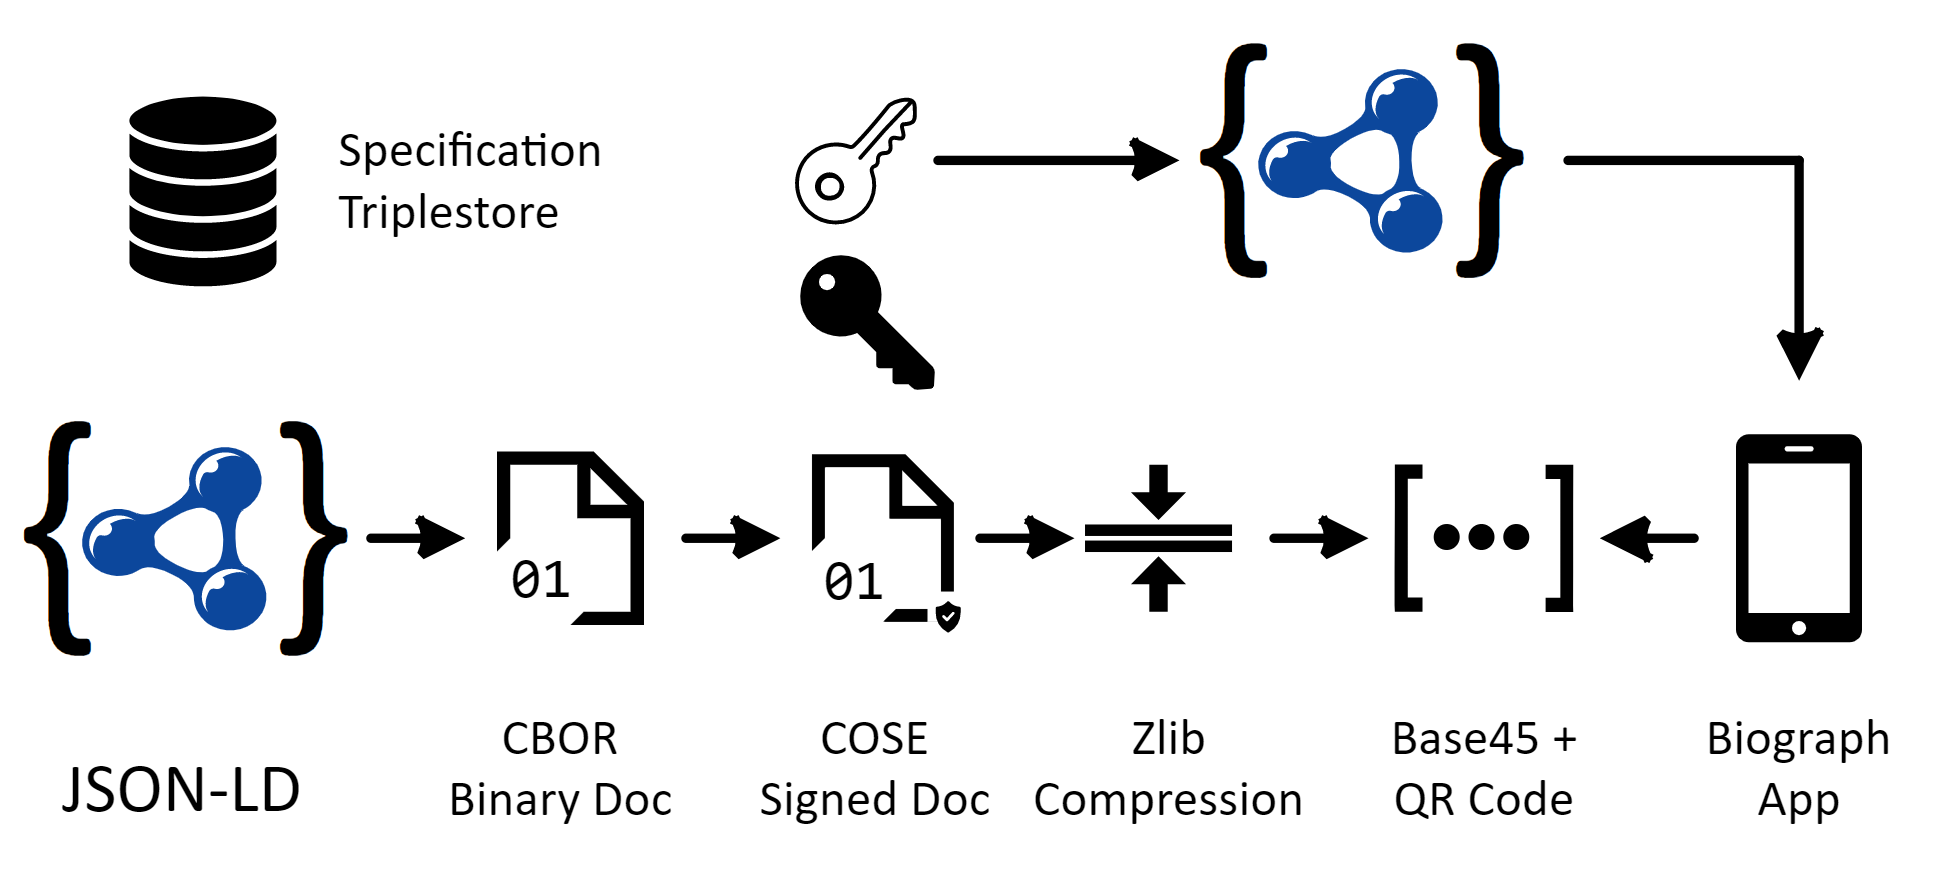 Specification
Triplestore
01
01
JSON-LD
CBOR
Binary Doc
COSE
Signed Doc
Zlib
Compression
Base45 +
QR Code
Biograph
App